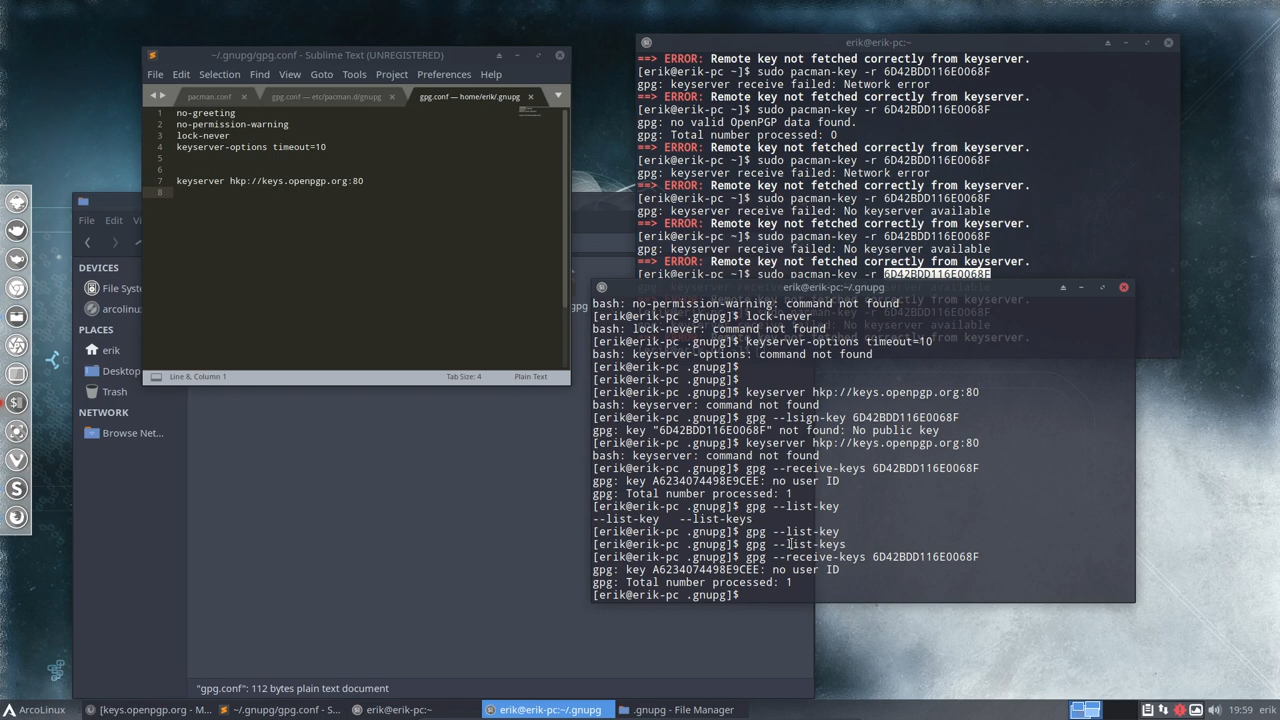 ~/.gnupg/gpg.conf - Sublime Text (UNREGISTERED)
File Edit Selection Find View Goto Tools Project Preferences Help
pacman.conf
gpg.conf — etc/pacman.d/gnupg
gpg.conf — home/erik/.gnupg
1 no-greeting
2 no-permission-warning
3 lock-never
4 keyserver-options timeout=10
5
6
7 keyserver hkp://keys.openpgp.org:80
8
Line 8, Column 1
Tab Size: 4
Plain Text
erik@erik-pc:~
==> ERROR: Remote key not fetched correctly from keyserver.
[erik@erik-pc ~]$ sudo pacman-key -r 6D42BDD116E0068F
gpg: keyserver receive failed: Network error
==> ERROR: Remote key not fetched correctly from keyserver.
[erik@erik-pc ~]$ sudo pacman-key -r 6D42BDD116E0068F
gpg: no valid OpenPGP data found.
gpg: Total number processed: 0
==> ERROR: Remote key not fetched correctly from keyserver.
[erik@erik-pc ~]$ sudo pacman-key -r 6D42BDD116E0068F
gpg: keyserver receive failed: Network error
==> ERROR: Remote key not fetched correctly from keyserver.
[erik@erik-pc ~]$ sudo pacman-key -r 6D42BDD116E0068F
gpg: keyserver receive failed: No keyserver available
==> ERROR: Remote key not fetched correctly from keyserver.
[erik@erik-pc ~]$ sudo pacman-key -r 6D42BDD116E0068F
gpg: keyserver receive failed: No keyserver available
==> ERROR: Remote key not fetched correctly from keyserver.
[erik@erik-pc ~]$ sudo pacman-key -r 6D42BDD116E0068F
erik@erik-pc:~/.gnupg
bash: no-permission-warning: command not found
[erik@erik-pc .gnupg]$ lock-never
bash: lock-never: command not found
[erik@erik-pc .gnupg]$ keyserver-options timeout=10
bash: keyserver-options: command not found
[erik@erik-pc .gnupg]$
[erik@erik-pc .gnupg]$
[erik@erik-pc .gnupg]$ keyserver hkp://keys.openpgp.org:80
bash: keyserver: command not found
[erik@erik-pc .gnupg]$ gpg --lsign-key 6D42BDD116E0068F
gpg: key "6D42BDD116E0068F" not found: No public key
[erik@erik-pc .gnupg]$ keyserver hkp://keys.openpgp.org:80
bash: keyserver: command not found
[erik@erik-pc .gnupg]$ gpg --receive-keys 6D42BDD116E0068F
gpg: key A6234074498E9CEE: no user ID
gpg: Total number processed: 1
[erik@erik-pc .gnupg]$ gpg --list-key
--list-key --list-keys
[erik@erik-pc .gnupg]$ gpg --list-key
[erik@erik-pc .gnupg]$ gpg --list-keys
[erik@erik-pc .gnupg]$ gpg --receive-keys 6D42BDD116E0068F
gpg: key A6234074498E9CEE: no user ID
gpg: Total number processed: 1
[erik@erik-pc .gnupg]$
File Edit
DEVICES
File Sy
arcolinu
PLACES
erik
Desktop
Trash
NETWORK
Browse Net...
"gpg.conf": 112 bytes plain text document
ArcoLinux
[keys.openpgp.org - M...
~/.gnupg/gpg.conf - S...
erik@erik-pc:~
erik@erik-pc:~/.gnupg
.gnupg - File Manager
19:59 erik